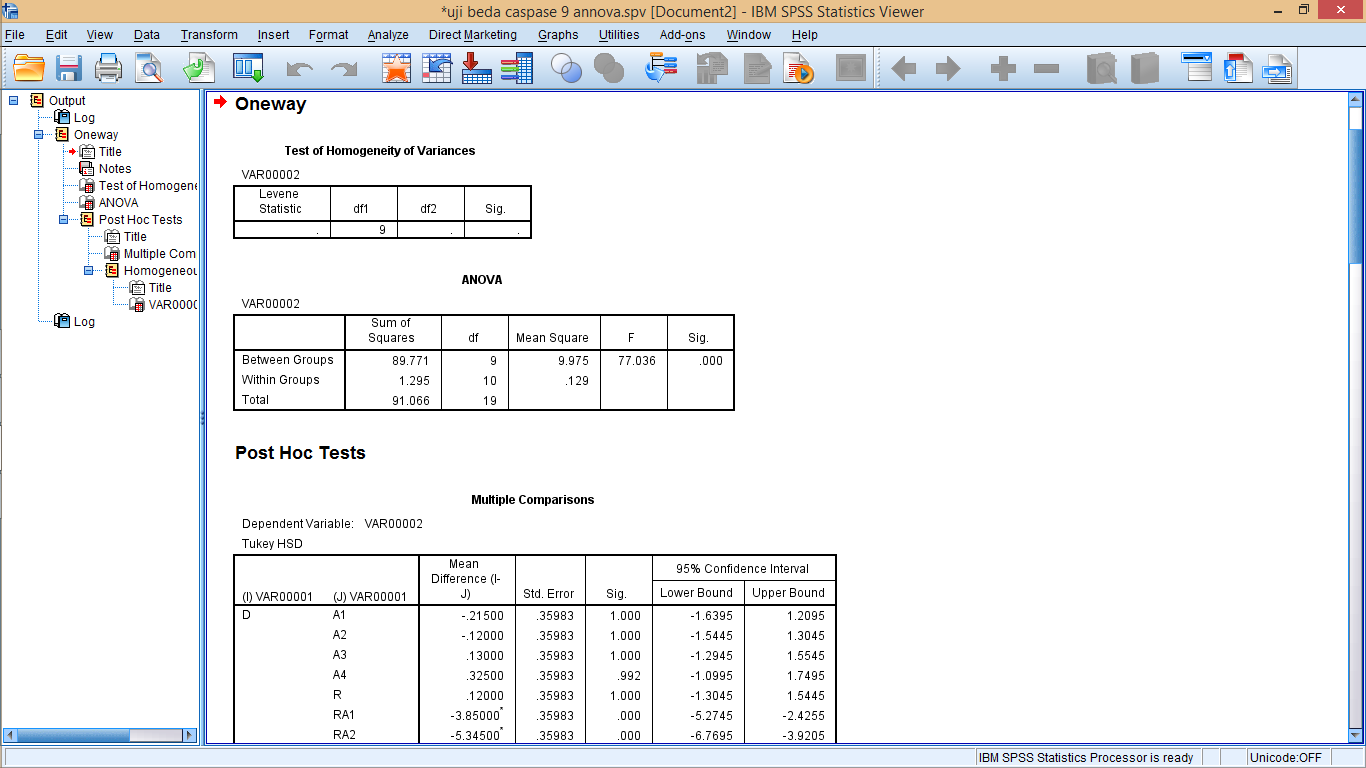 *uji beda caspase 9 annova.spv [Document2] - IBM SPSS Statistics Viewer
File Edit View Data Transform Insert Format Analyze Direct Marketing Graphs Utilities Add-ons Window Help
Output
Log
Oneway
Title
Notes
Test of Homogene
ANOVA
Post Hoc Tests
Title
Multiple Com
Homogeneou
Title
VAR0000
Log
Oneway
Test of Homogeneity of Variances
VAR00002
Levene
Statistic df1 df2 Sig.
. 9 . .
ANOVA
VAR00002
Sum of
Squares df Mean Square F Sig.
Between Groups 89.771 9 9.975 77.036 .000
Within Groups 1.295 10 .129
Total 91.066 19
Post Hoc Tests
Multiple Comparisons
Dependent Variable: VAR00002
Tukey HSD
Mean
Difference (I-
J)
95% Confidence Interval
(I) VAR00001 (J) VAR00001 Std. Error Sig. Lower Bound Upper Bound
D A1 -.21500 .35983 1.000 -1.6395 1.2095
A2 -.12000 .35983 1.000 -1.5445 1.3045
A3 .13000 .35983 1.000 -1.2945 1.5545
A4 .32500 .35983 .992 -1.0995 1.7495
R .12000 .35983 1.000 -1.3045 1.5445
RA1 -3.85000* .35983 .000 -5.2745 -2.4255
RA2 -5.34500* .35983 .000 -6.7695 -3.9205
IBM SPSS Statistics Processor is ready
Unicode:OFF